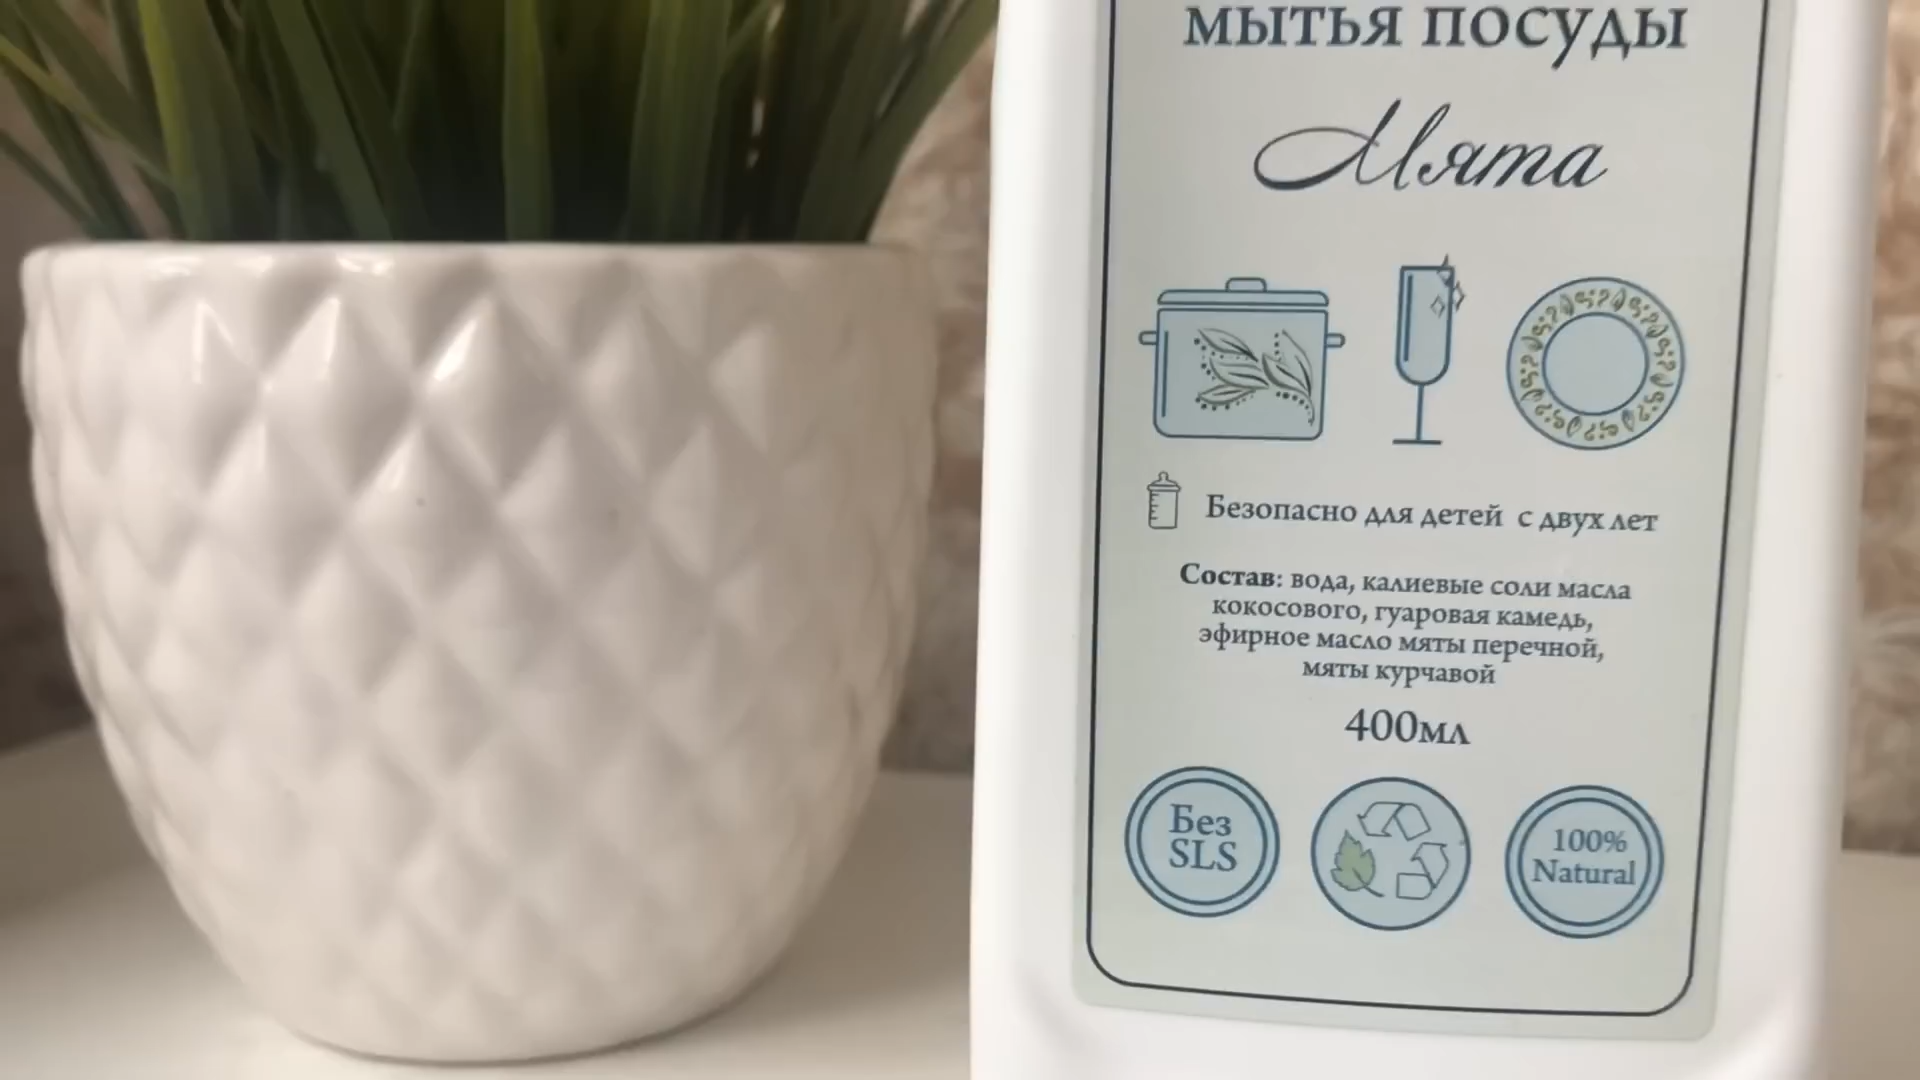 мытья посуды
Мята
Безопасно для детей с двух лет
Состав: вода, калиевые соли масла
кокосового, гуаровая камедь,
эфирное масло мяты перечной,
мяты курчавой
400мл
Без
SLS
100%
Natural